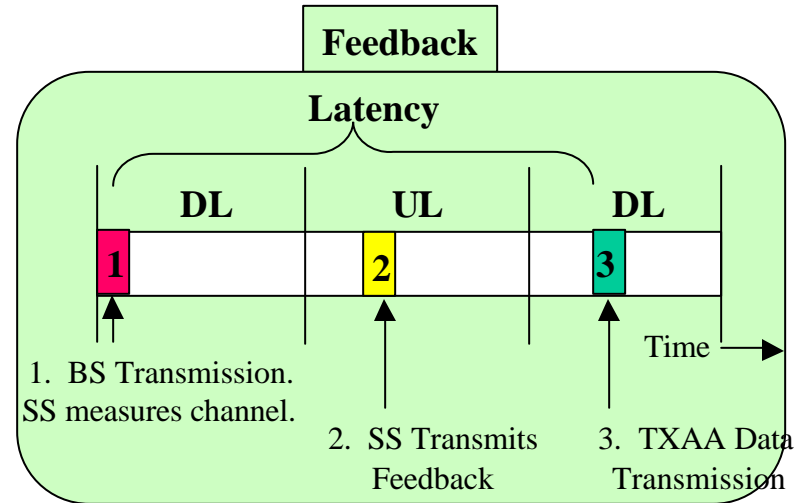 Feedback
Latency
DL UL DL
1 2 3
Time
1. BS Transmission.
SS measures channel.
2. SS Transmits
Feedback
3. TXAA Data
Transmission